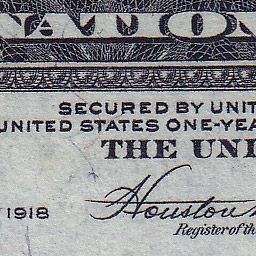 NATION
SECURED BY UNIT
UNITED STATES ONE-YEA
THE UNI
1918
Houston
Register of th